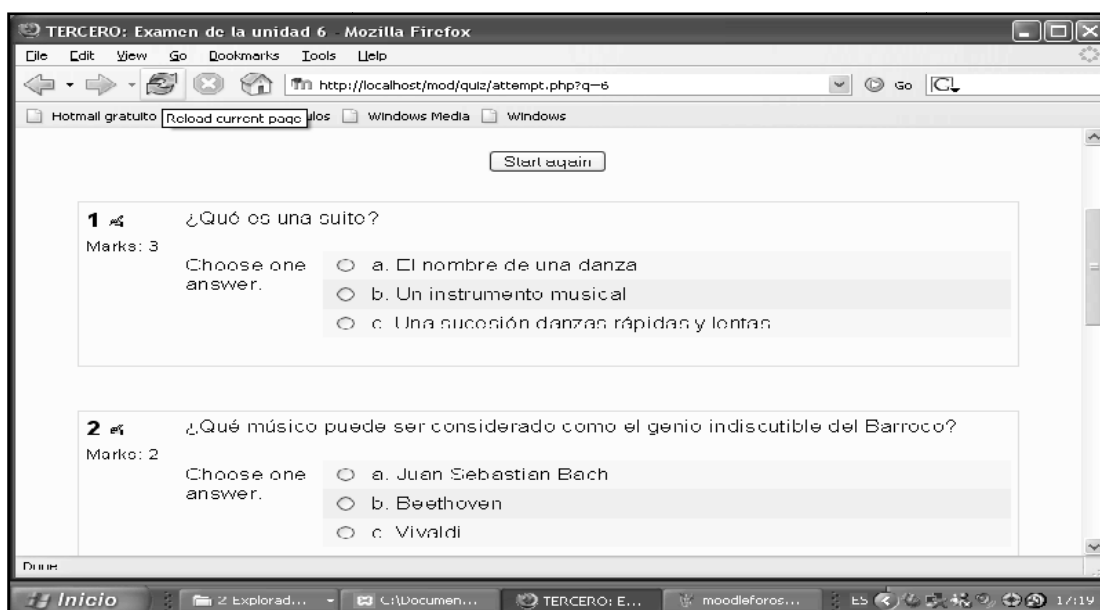 TERCERO: Examen de la unidad 6 - Mozilla Firefox
File Edit View Go Bookmarks Tools Help
http://localhost/mod/quiz/attempt.php?q=6 Go
Hotmail gratuito Reload current page ulos Windows Media Windows
Start again
1 ¿Qué es una suite?
Marks: 3
Choose one answer.
a. El nombre de una danza
b. Un instrumento musical
c. Una sucesión danzas rápidas y lentas
2 ¿Qué músico puede ser considerado como el genio indiscutible del Barroco?
Marks: 2
Choose one answer.
a. Juan Sebastian Bach
b. Beethoven
c. Vivaldi
Done
Inicio 2 Explorad... C:\Documen... TERCERO: E... moodleforos... ES 17:19